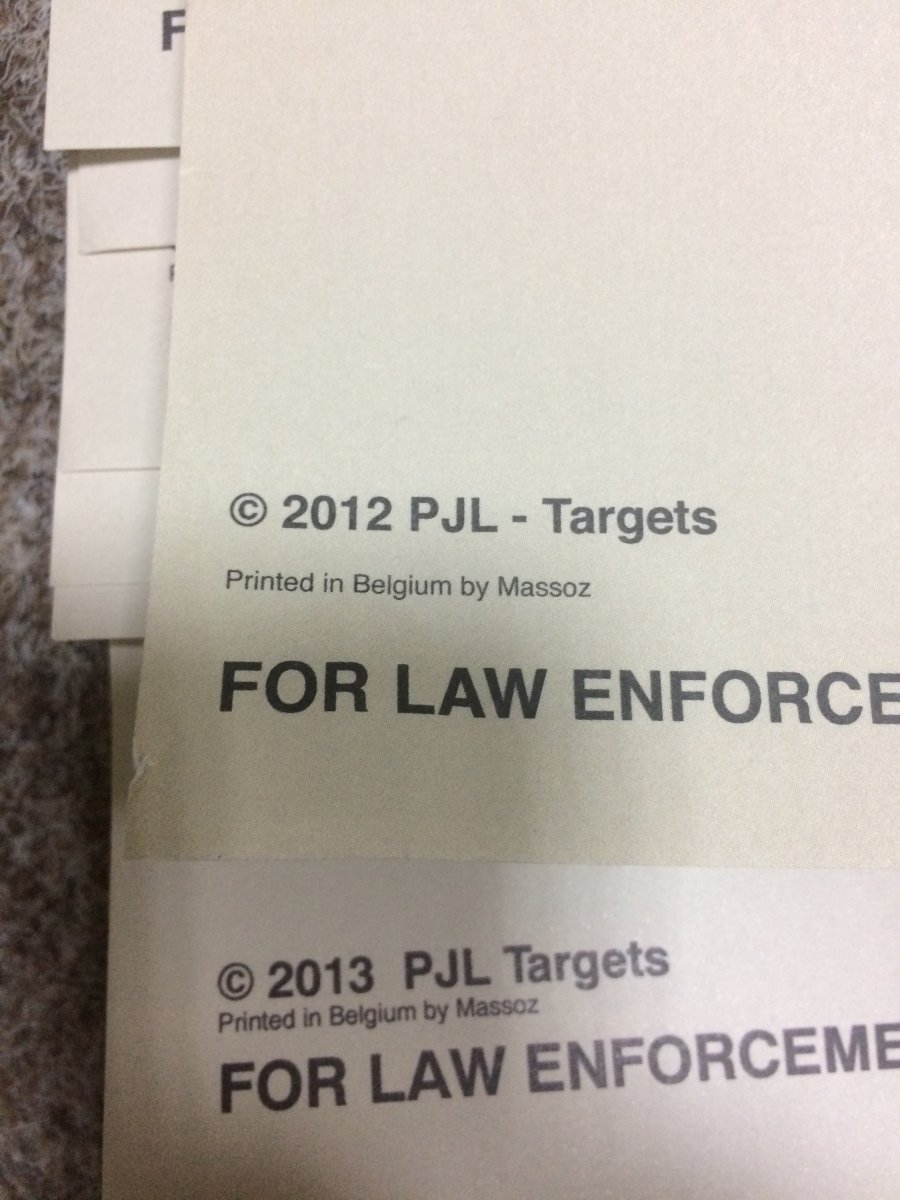 F
© 2012 PJL - Targets
Printed in Belgium by Massoz
FOR LAW ENFORCE
© 2013 PJL Targets
Printed in Belgium by Massoz
FOR LAW ENFORCEME